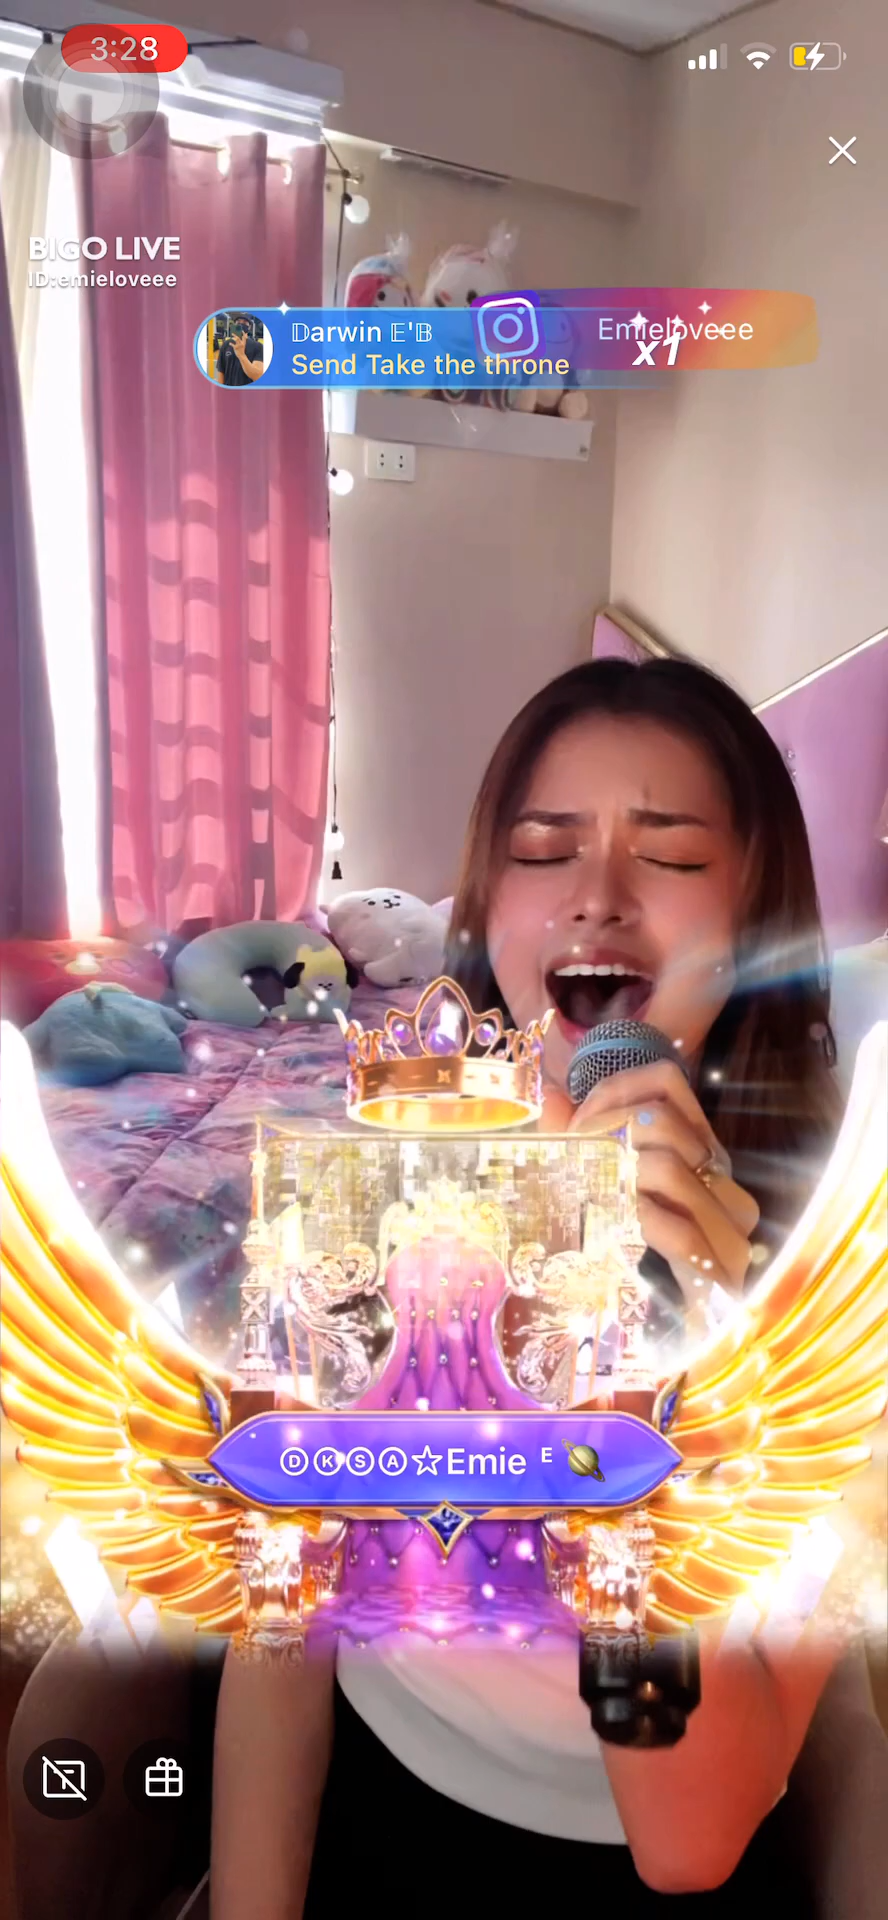 3:28
BIGO LIVE
ID:emieloveee
𝔻arwin 𝔼'𝔹
Send Take the throne
x1
Emieloveee
ⒹⓀⓈⒶ☆Emie ᴱ 🪐